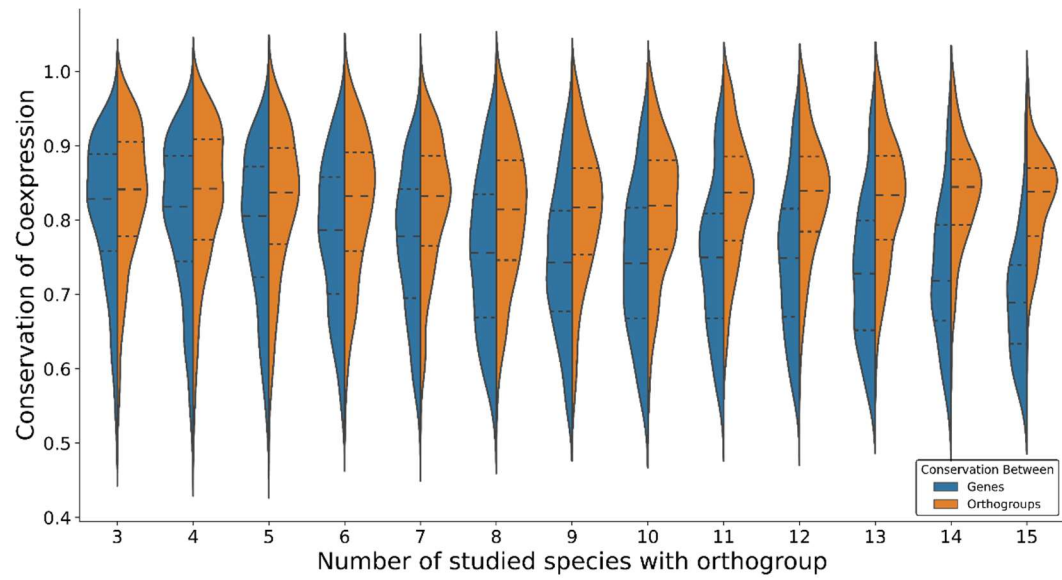 Conservation of Coexpression
1.0
0.9
0.8
0.7
0.6
0.5
0.4
3 4 5 6 7 8 9 10 11 12 13 14 15
Number of studied species with orthogroup
Conservation Between
Genes
Orthogroups